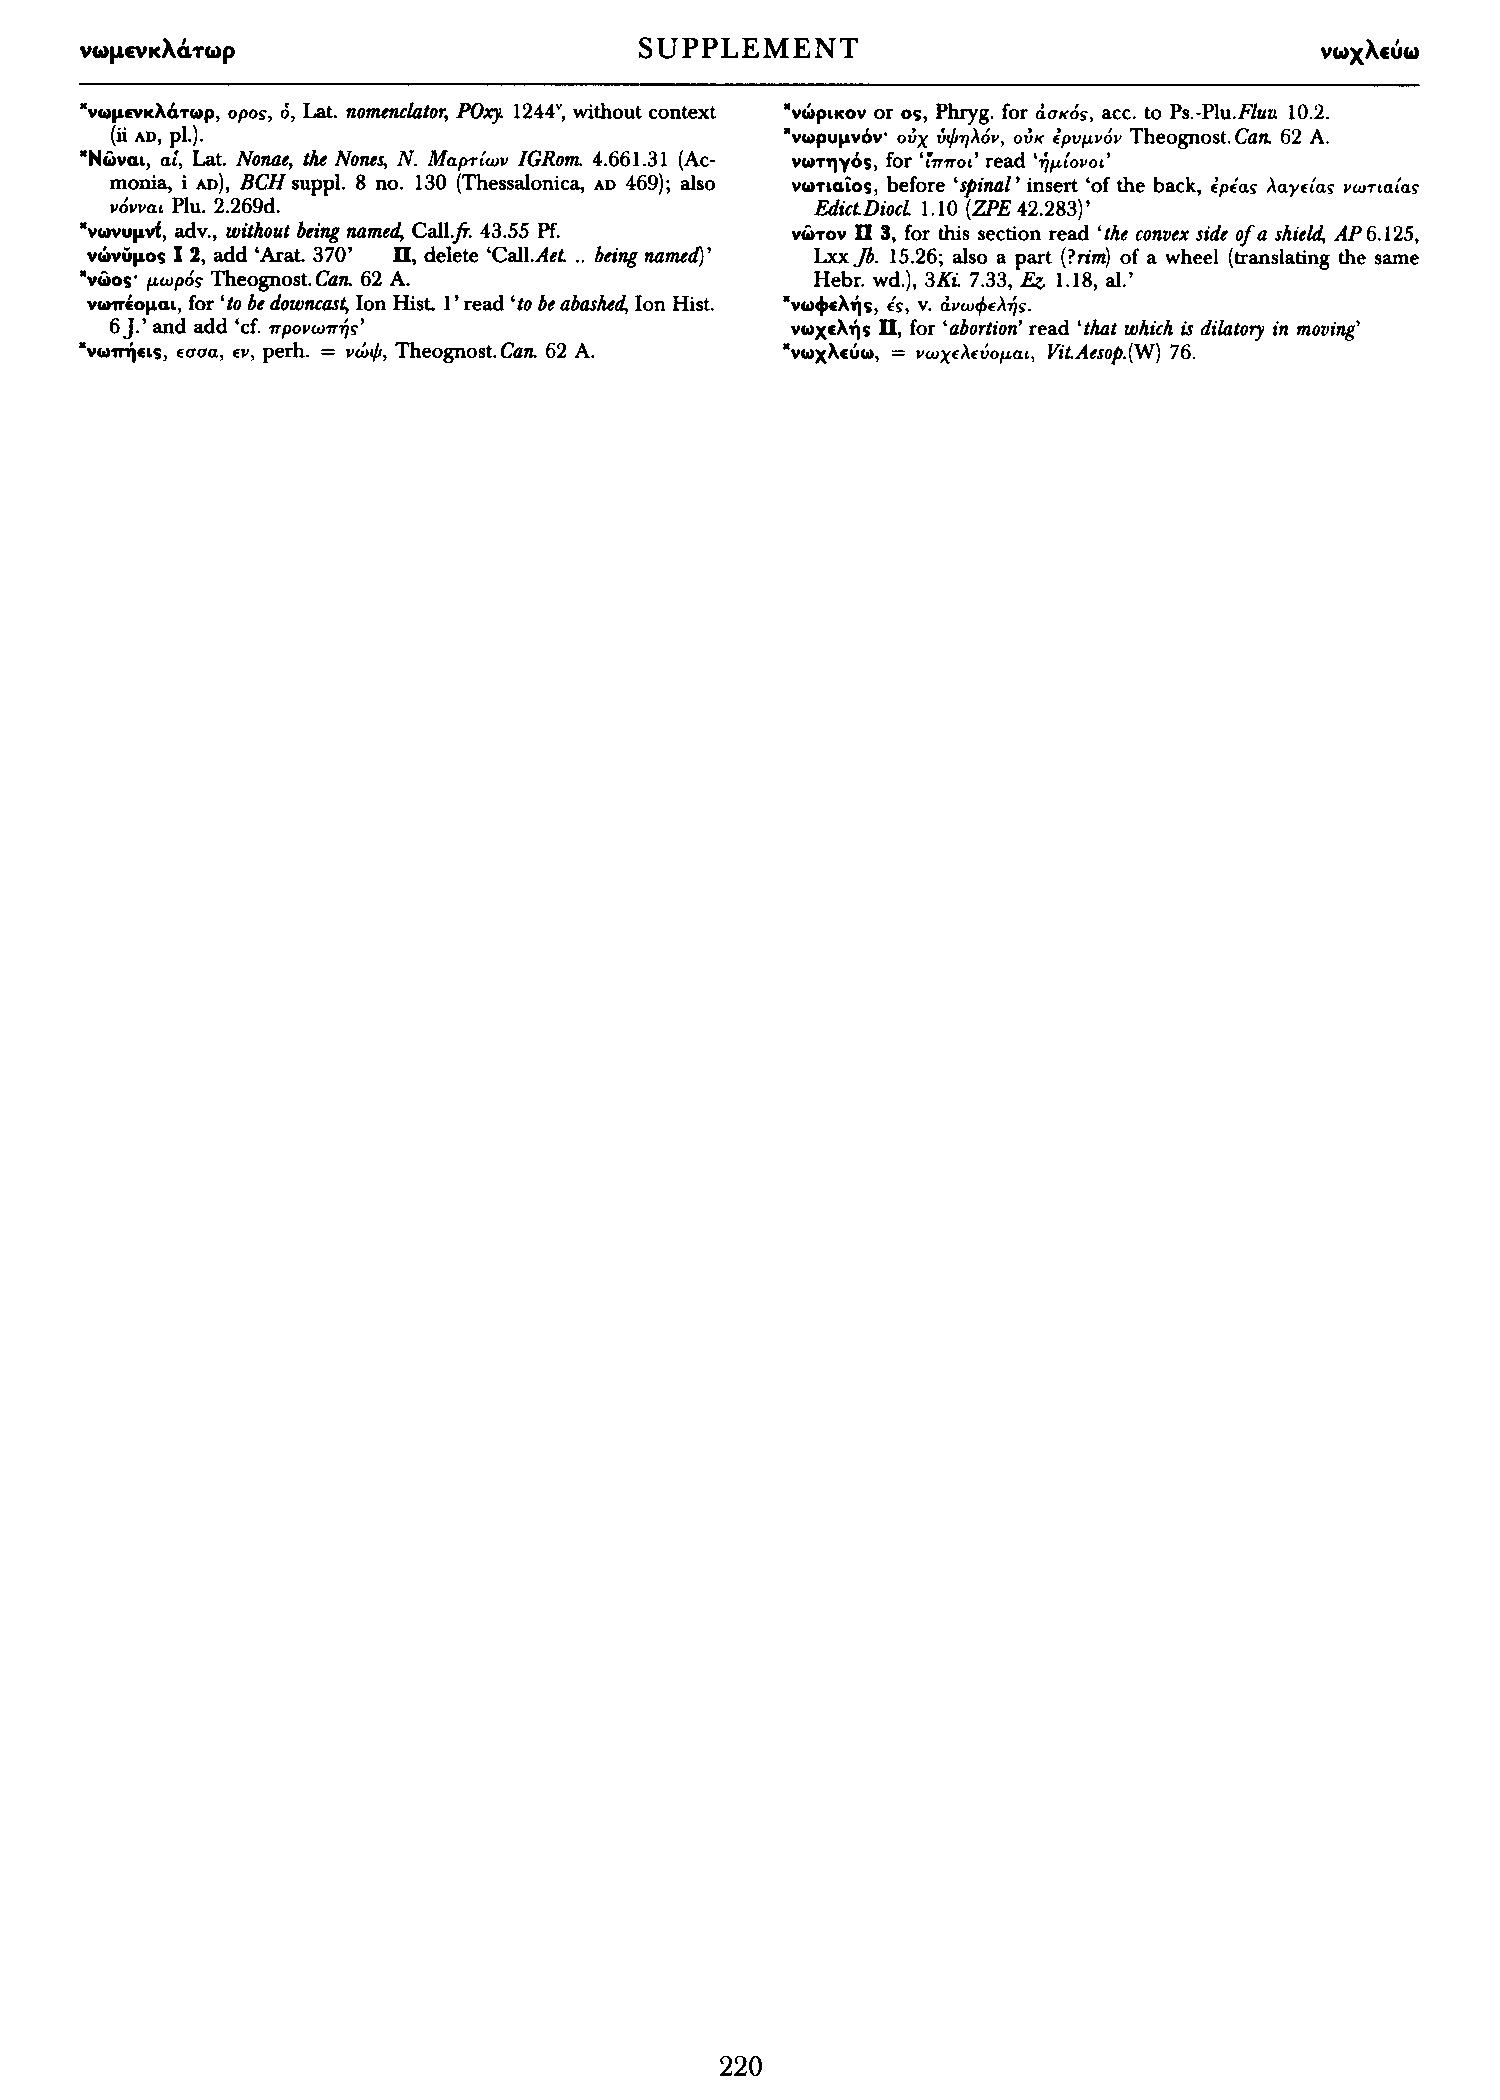 νωμενκλάτωρ SUPPLEMENT νωχλεύω
*νωμενκλάτωρ, ορος, ὁ, Lat. nomenclator, POxy. 1244ᵛ, without context
(ii AD, pl.).
*Νῶναι, αἱ, Lat. Nonae, the Nones, N. Μαρτίων IGRom. 4.661.31 (Ac-
monia, i AD), BCH suppl. 8 no. 130 (Thessalonica, AD 469); also
νόνναι Plu. 2.269d.
*νωνυμνί, adv., without being named, Call.fr. 43.55 Pf.
νώνῠμος I 2, add ‘Arat. 370’ II, delete ‘Call.Aet. .. being named)’
*νῶος· μωρός Theognost.Can. 62 A.
νωπέομαι, for ‘to be downcast, Ion Hist. 1’ read ‘to be abashed, Ion Hist.
6 J.’ and add ‘cf. προνωπής’
*νωπήεις, εσσα, εν, perh. = νώψ, Theognost.Can. 62 A.
*νώρικον or ος, Phryg. for ἀσκός, acc. to Ps.-Plu.Fluv. 10.2.
*νωρυμνόν· οὐχ ὑψηλόν, οὐκ ἐρυμνόν Theognost.Can. 62 A.
νωτηγός, for ‘ἵπποι’ read ‘ἡμίονοι’
νωτιαῖος, before ‘spinal’ insert ‘of the back, ἐρέας λαγείας νωτιαίας
Edict.Diocl. 1.10 (ZPE 42.283)’
νῶτον II 3, for this section read ‘the convex side of a shield, AP 6.125,
Lxx Jb. 15.26; also a part (?rim) of a wheel (translating the same
Hebr. wd.), 3Ki. 7.33, Ez. 1.18, al.’
*νωφελής, ές, v. ἀνωφελής.
νωχελής II, for ‘abortion’ read ‘that which is dilatory in moving’
*νωχλεύω, = νωχελεύομαι, Vit.Aesop.(W) 76.
220